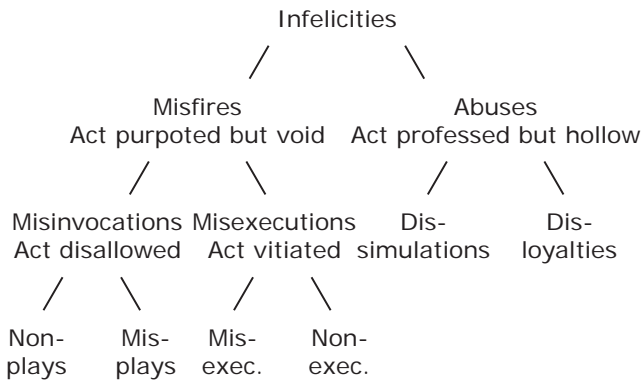 Infelicities
Misfires Abuses
Act purpoted but void Act professed but hollow
Misinvocations Misexecutions Dis- Dis-
Act disallowed Act vitiated simulations loyalties
Non- Mis- Mis- Non-
plays plays exec. exec.